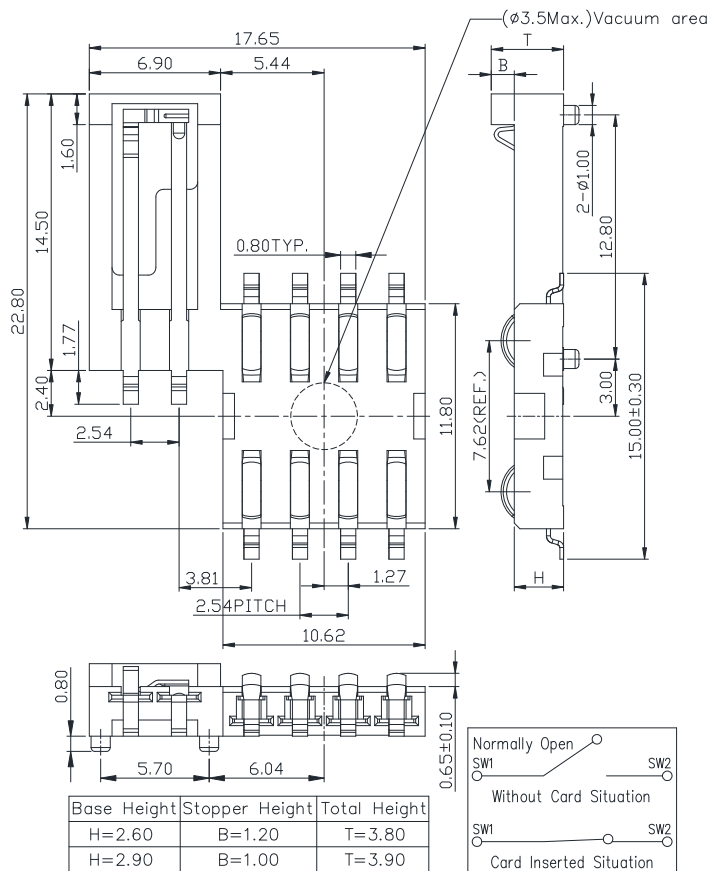 (ø3.5Max.)Vacuum area
17.65
T
6.90
5.44
B
1.60
2-ø1.00
14.50
12.80
0.80TYP.
22.80
1.77
2.40
3.00
7.62(REF.)
11.80
15.00±0.30
2.54
3.81
1.27
H
2.54PITCH
10.62
0.80
0.65±0.10
5.70
6.04
Normally Open
SW1
SW2
Without Card Situation
SW1
SW2
Card Inserted Situation
Base Height Stopper Height Total Height
H=2.60 B=1.20 T=3.80
H=2.90 B=1.00 T=3.90